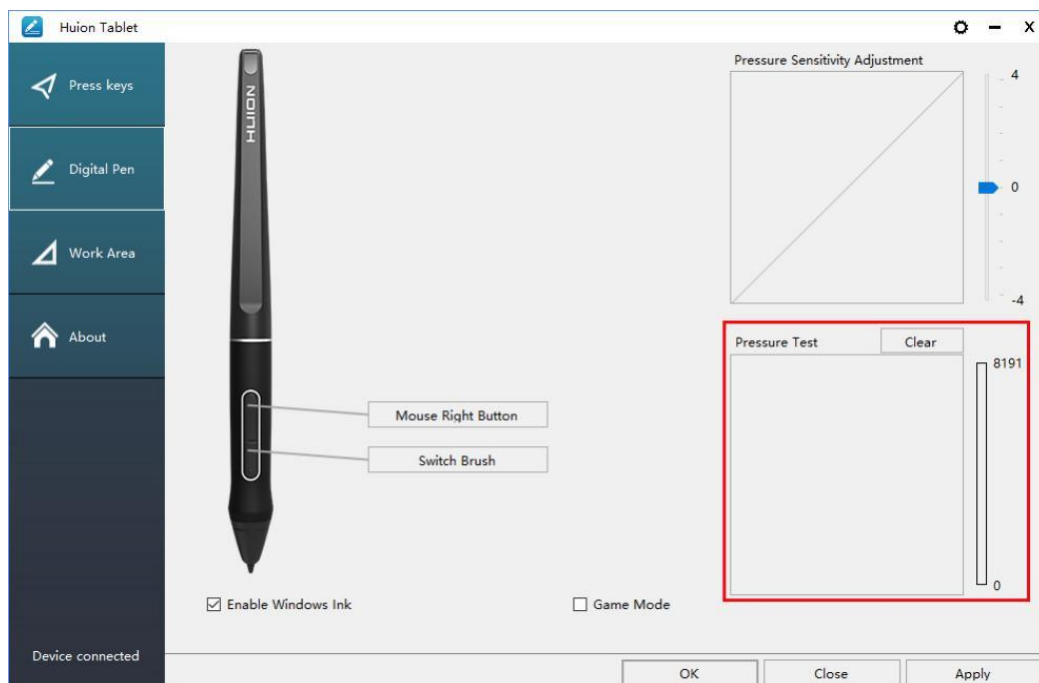 Huion Tablet
X
Press keys
Digital Pen
Work Area
About
Device connected
HUION
Mouse Right Button
Switch Brush
Enable Windows Ink
Game Mode
Pressure Sensitivity Adjustment
4
0
-4
Pressure Test
Clear
8191
0
OK
Close
Apply